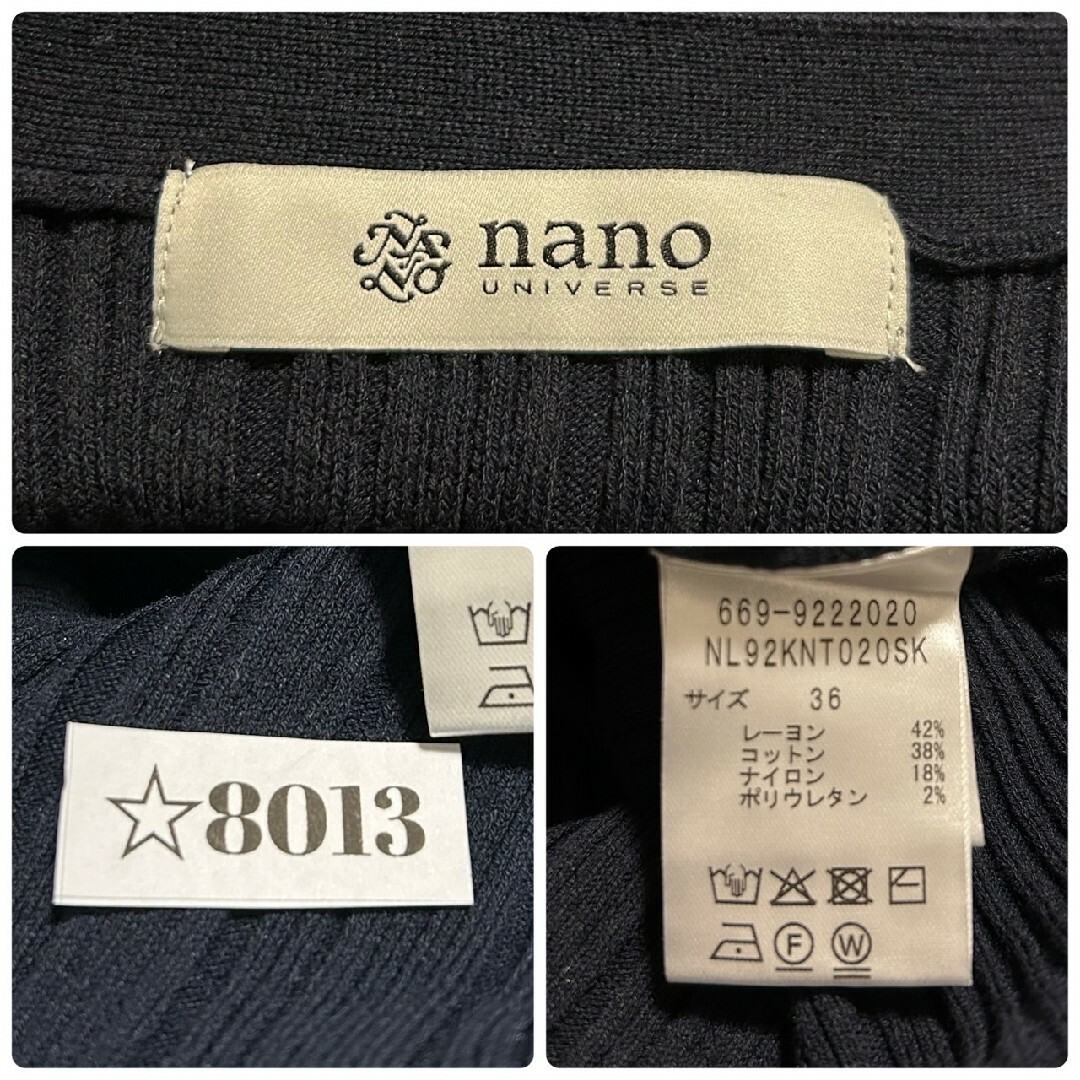 nano
UNIVERSE
☆8013
669-9222020
NL92KNT020SK
サイズ 36
レーヨン 42%
コットン 38%
ナイロン 18%
ポリウレタン 2%
F W